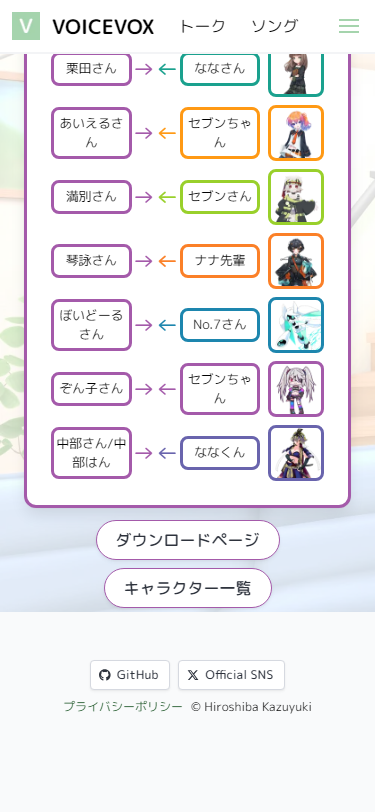 V VOICEVOX トーク ソング
栗田さん ななさん
あいえるさ
ん
セブンちゃ
ん
満別さん セブンさん
琴詠さん ナナ先輩
ぼいどーる
さん
No.7さん
ぞん子さん
セブンちゃ
ん
中部さん/中
部はん
ななくん
ダウンロードページ
キャラクター一覧
GitHub Official SNS
プライバシーポリシー © Hiroshiba Kazuyuki